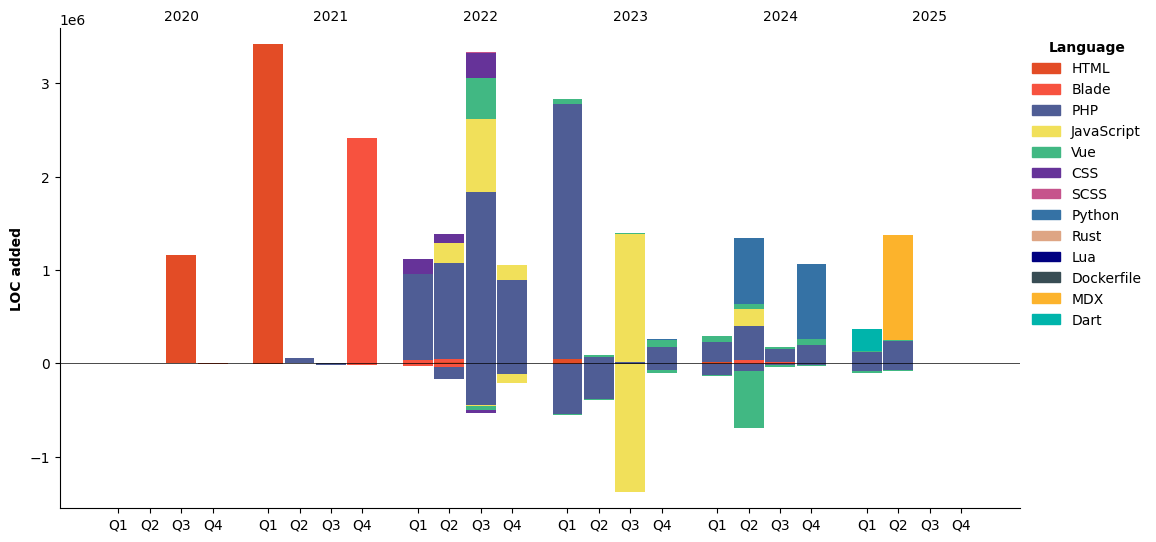 1e6
2020 2021 2022 2023 2024 2025
LOC added
3
2
1
0
−1
Q1 Q2 Q3 Q4 Q1 Q2 Q3 Q4 Q1 Q2 Q3 Q4 Q1 Q2 Q3 Q4 Q1 Q2 Q3 Q4 Q1 Q2 Q3 Q4
Language
HTML
Blade
PHP
JavaScript
Vue
CSS
SCSS
Python
Rust
Lua
Dockerfile
MDX
Dart